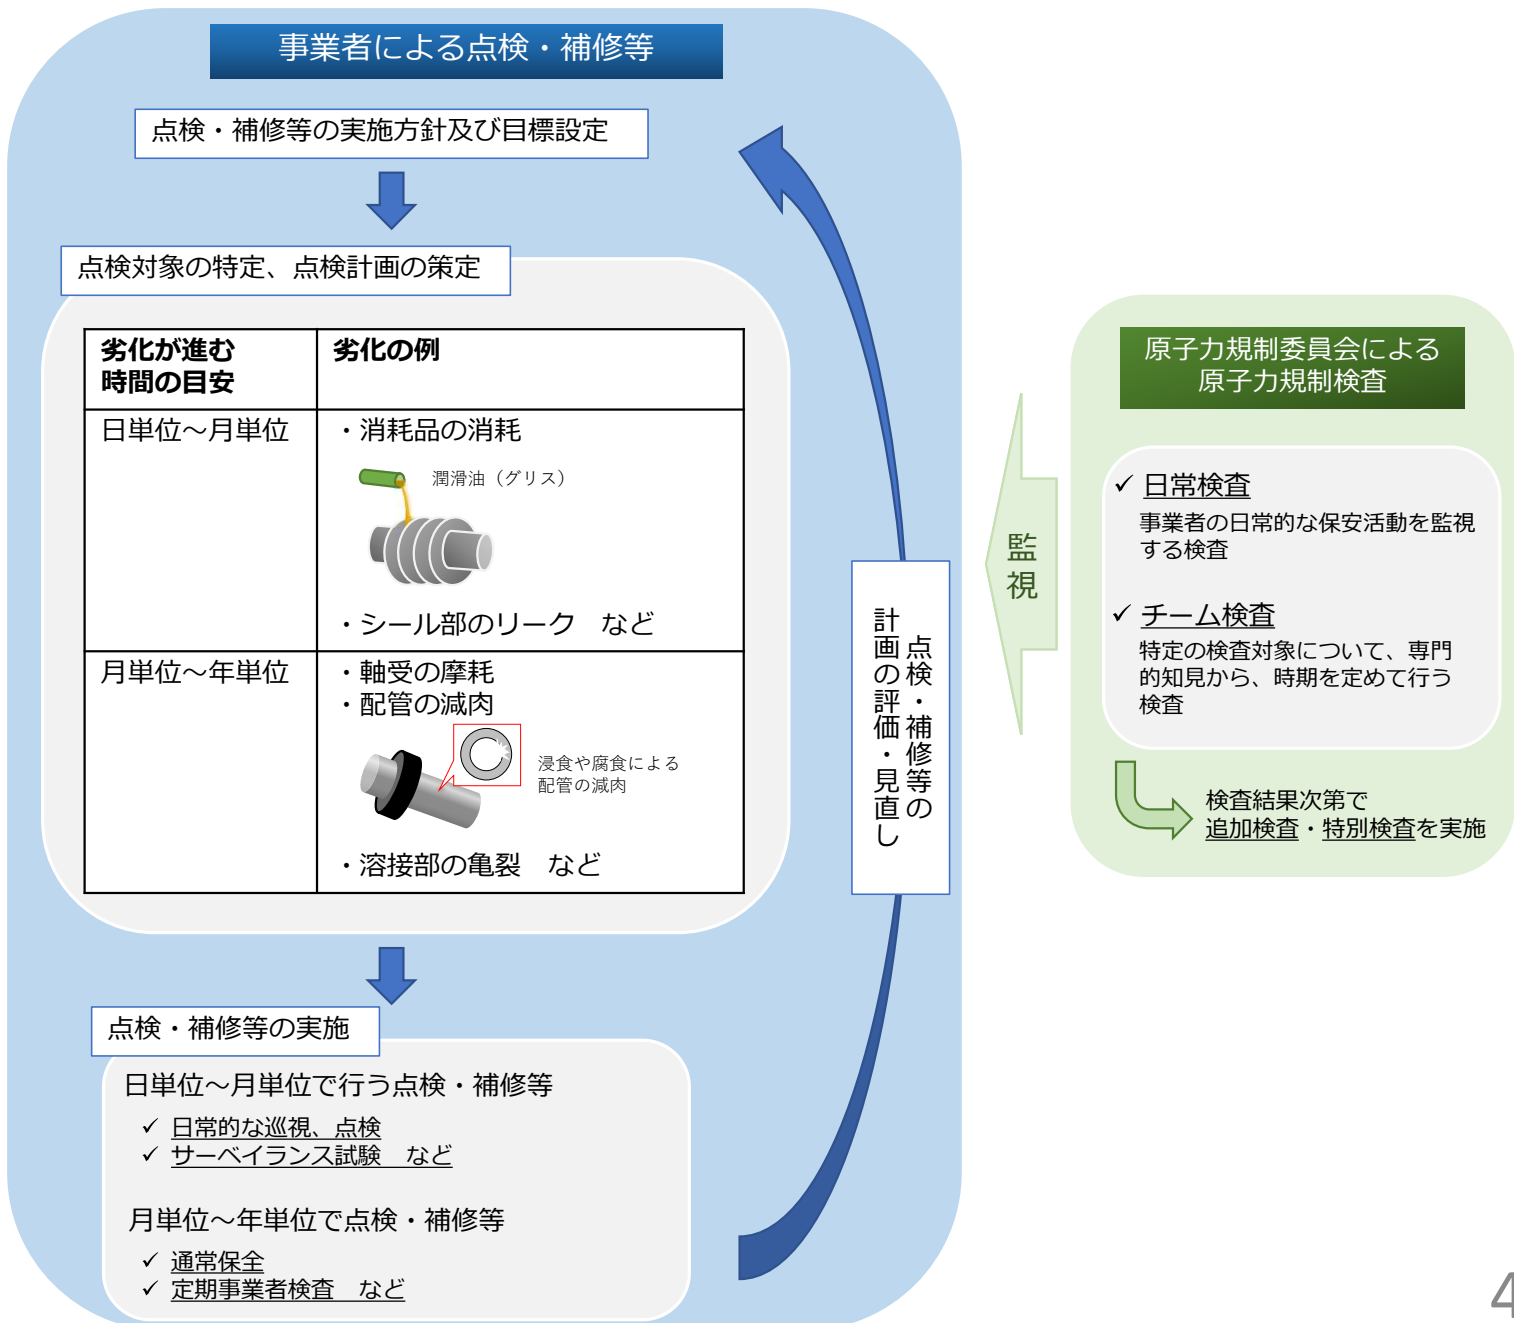 事業者による点検・補修等
点検・補修等の実施方針及び目標設定
点検対象の特定、点検計画の策定
劣化が進む
時間の目安
劣化の例
日単位～月単位
・消耗品の消耗
潤滑油（グリス）
・シール部のリーク　など
月単位～年単位
・軸受の摩耗
・配管の減肉
浸食や腐食による
配管の減肉
・溶接部の亀裂　など
点検・補修等の実施
日単位～月単位で行う点検・補修等
✓ 日常的な巡視、点検
✓ サーベイランス試験　など
月単位～年単位で点検・補修等
✓ 通常保全
✓ 定期事業者検査　など
点検・補修等の
計画の評価・見直し
監視
原子力規制委員会による
原子力規制検査
✓ 日常検査
事業者の日常的な保安活動を監視
する検査
✓ チーム検査
特定の検査対象について、専門
的知見から、時期を定めて行う
検査
検査結果次第で
追加検査・特別検査を実施
4